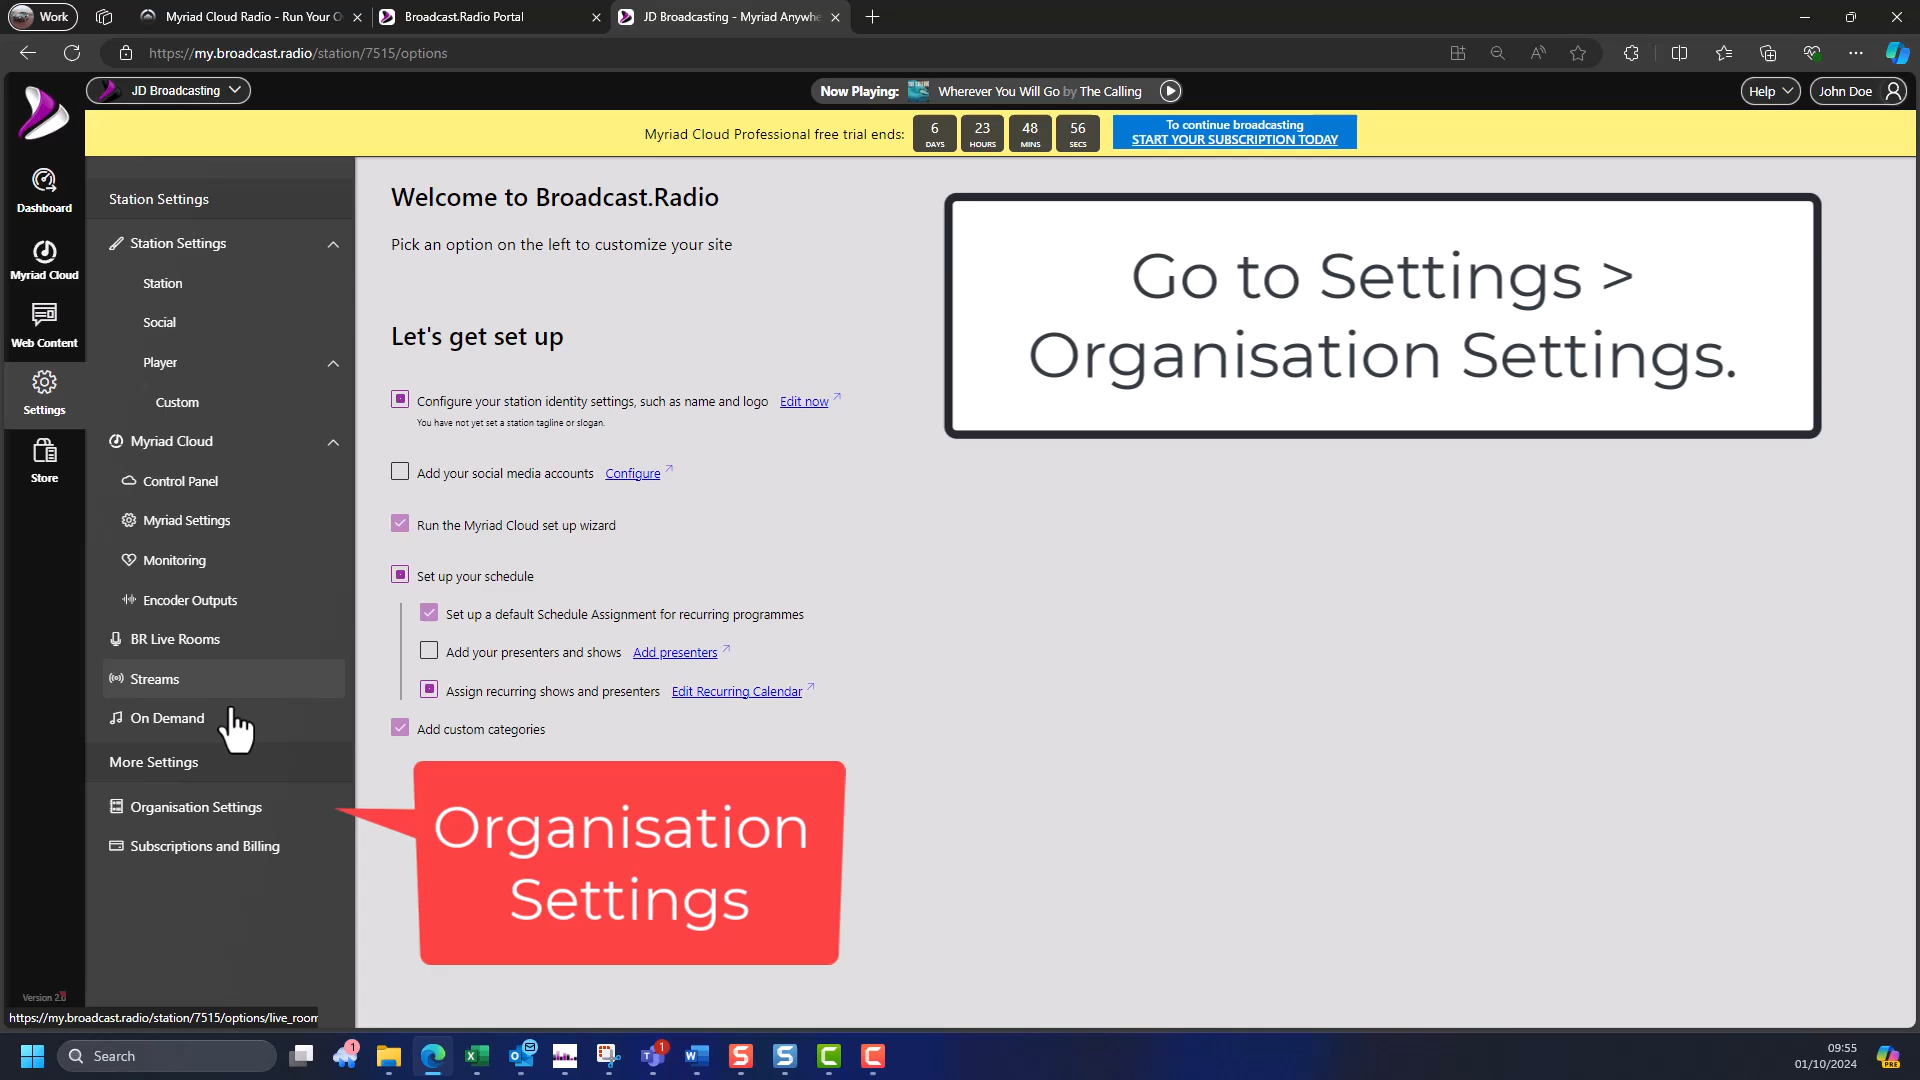 Work
Myriad Cloud Radio - Run Your O
Broadcast.Radio Portal
JD Broadcasting - Myriad Anywhe
https://my.broadcast.radio/station/7515/options
JD Broadcasting
Now Playing: Wherever You Will Go by The Calling
Help
John Doe
Myriad Cloud Professional free trial ends:
6 DAYS
23 HOURS
48 MINS
56 SECS
To continue broadcasting
START YOUR SUBSCRIPTION TODAY
Dashboard
Myriad Cloud
Web Content
Settings
Store
Version 2.0
Station Settings
Station Settings
Station
Social
Player
Custom
Myriad Cloud
Control Panel
Myriad Settings
Monitoring
Encoder Outputs
BR Live Rooms
Streams
On Demand
More Settings
Organisation Settings
Subscriptions and Billing
Welcome to Broadcast.Radio
Pick an option on the left to customize your site
Let's get set up
Configure your station identity settings, such as name and logo Edit now
You have not yet set a station tagline or slogan.
Add your social media accounts Configure
Run the Myriad Cloud set up wizard
Set up your schedule
Set up a default Schedule Assignment for recurring programmes
Add your presenters and shows Add presenters
Assign recurring shows and presenters Edit Recurring Calendar
Add custom categories
Go to Settings >
Organisation Settings.
Organisation
Settings
https://my.broadcast.radio/station/7515/options/live_room
Search
1
1
09:55
01/10/2024
PRE